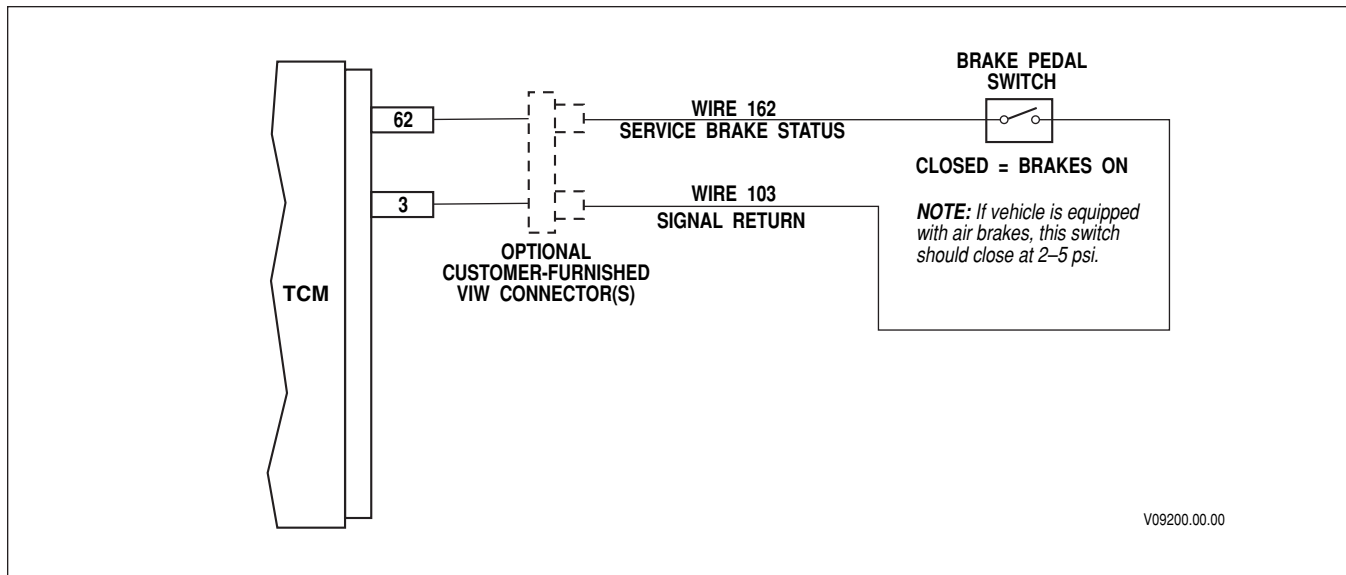 BRAKE PEDAL
SWITCH
62
WIRE 162
SERVICE BRAKE STATUS
CLOSED = BRAKES ON
3
WIRE 103
SIGNAL RETURN
NOTE: If vehicle is equipped
with air brakes, this switch
should close at 2–5 psi.
OPTIONAL
CUSTOMER-FURNISHED
VIW CONNECTOR(S)
TCM
V09200.00.00